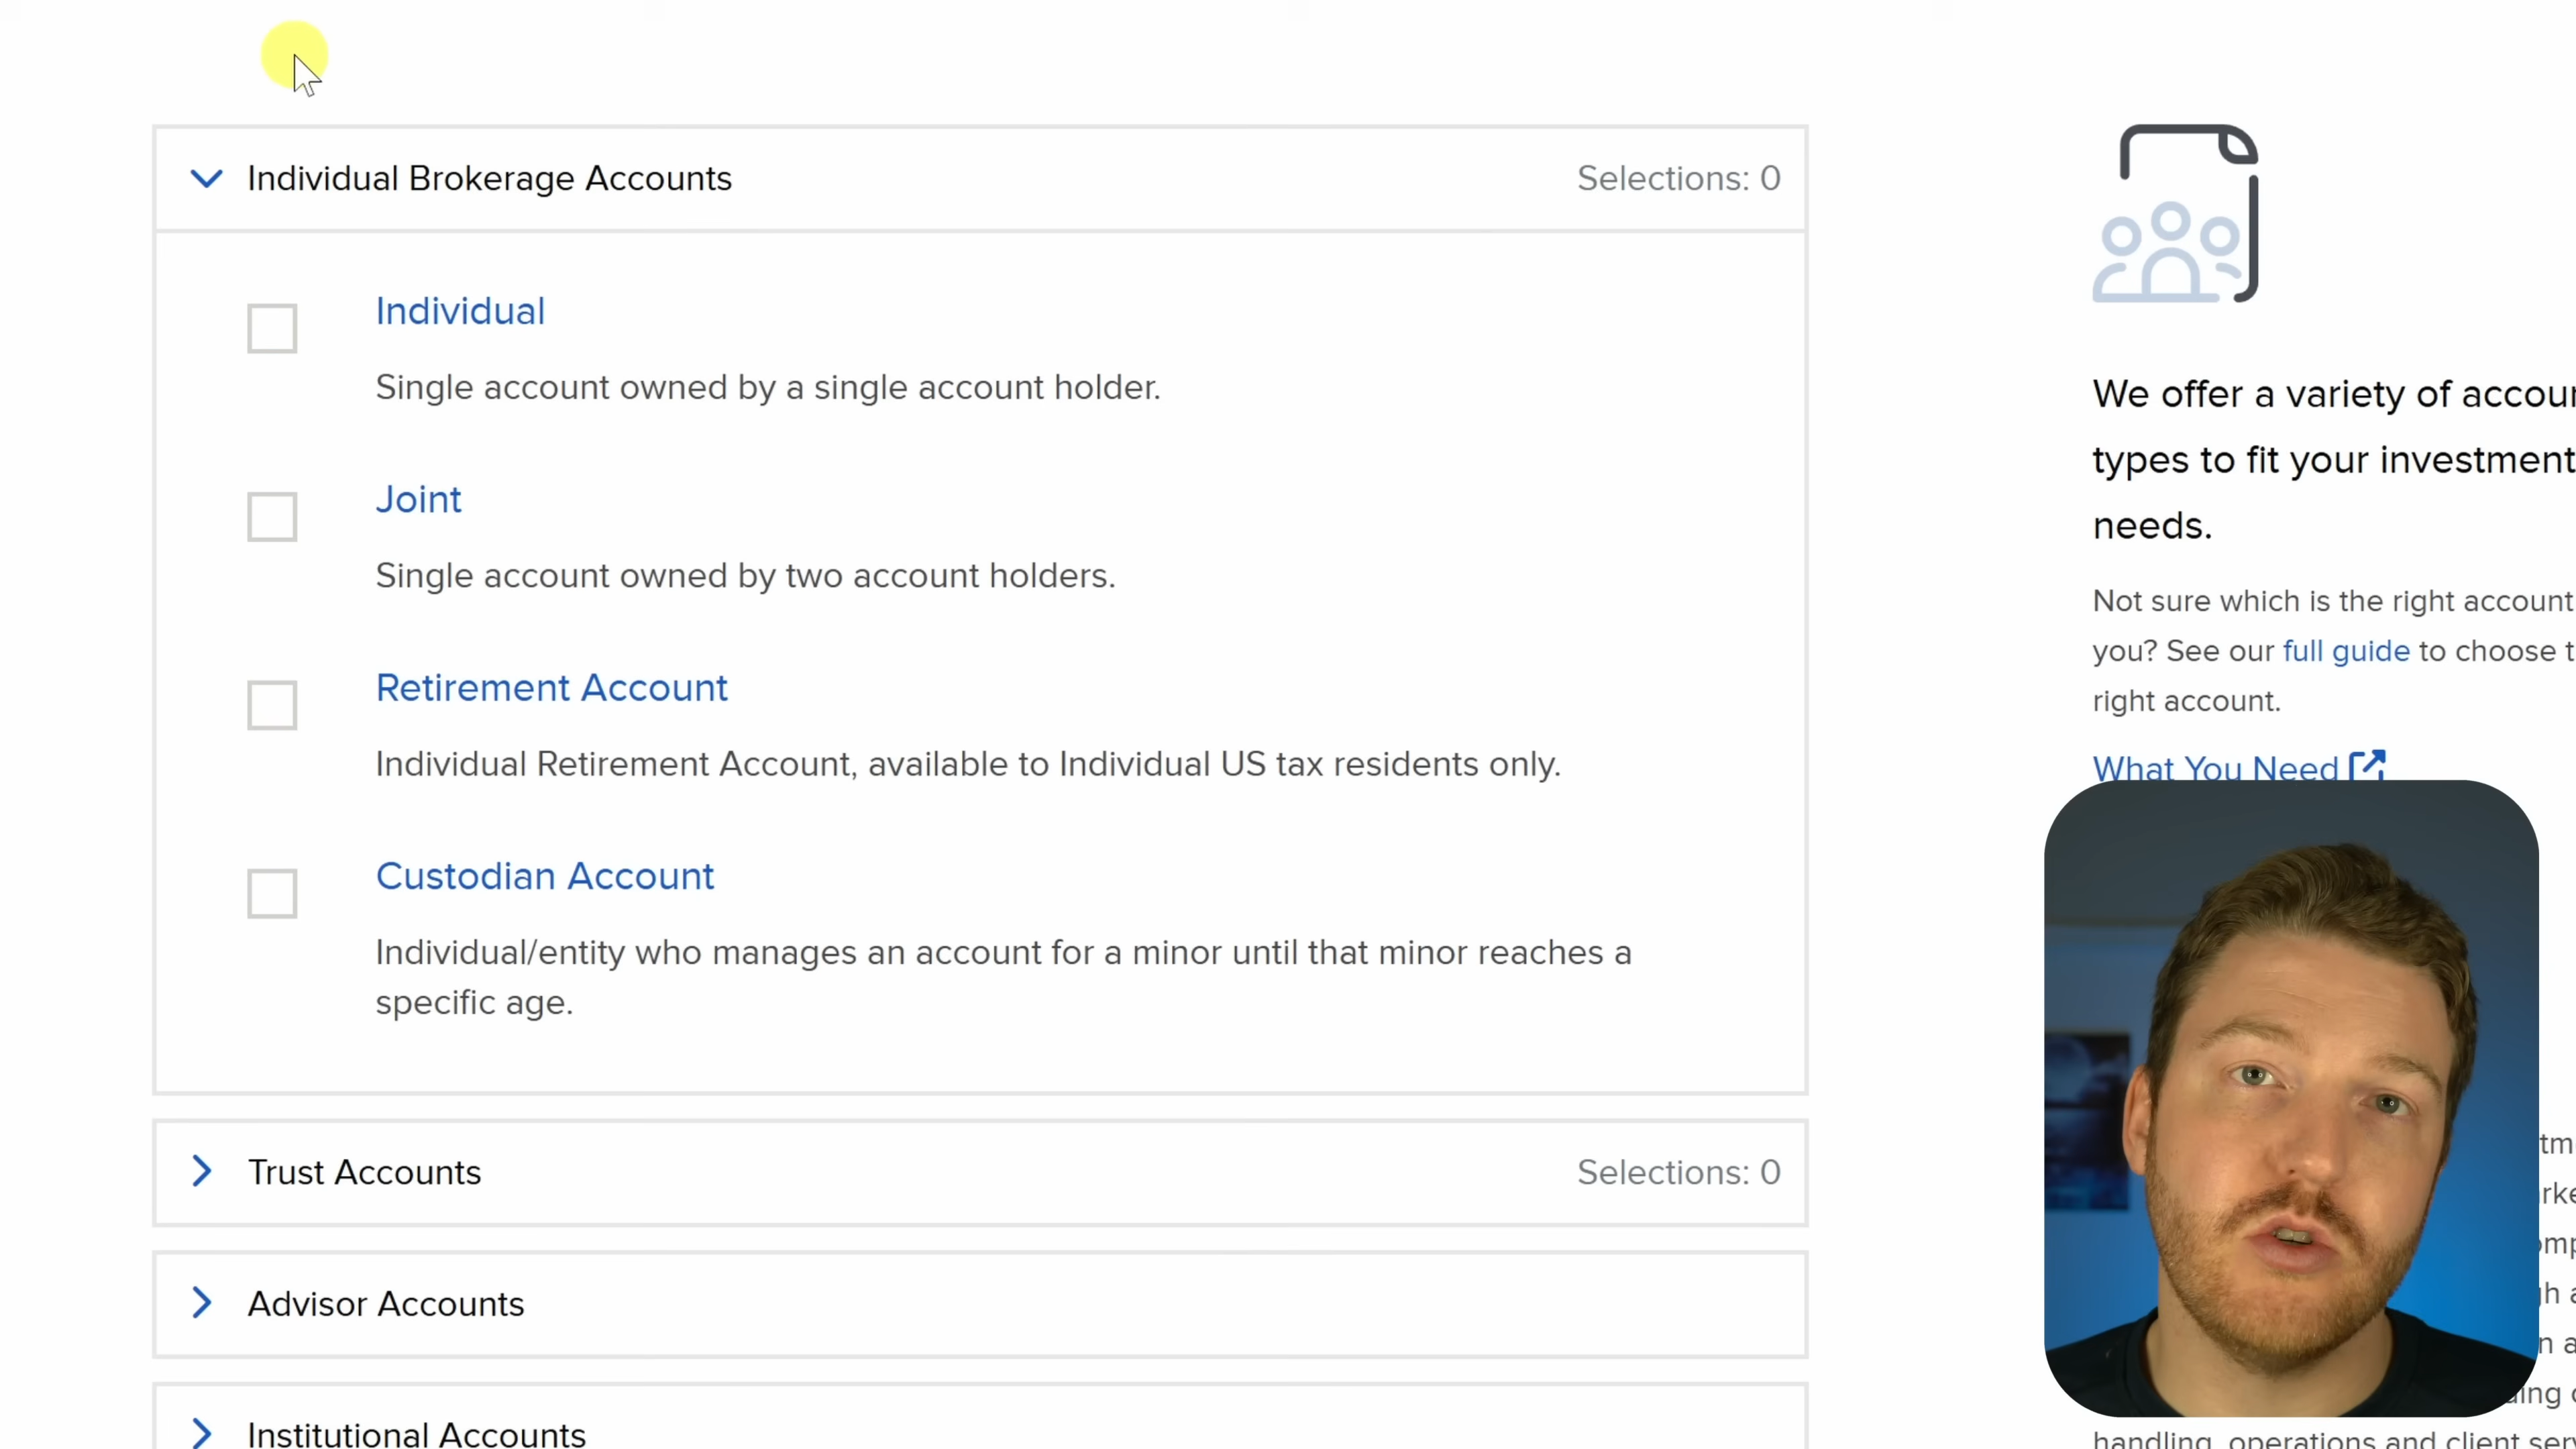 Individual Brokerage Accounts
Selections: 0
Individual
Single account owned by a single account holder.
Joint
Single account owned by two account holders.
Retirement Account
Individual Retirement Account, available to Individual US tax residents only.
Custodian Account
Individual/entity who manages an account for a minor until that minor reaches a
specific age.
Trust Accounts
Selections: 0
Advisor Accounts
Institutional Accounts
We offer a variety of
types to fit your investment
needs.
Not sure which is the right account
you? See our full guide to choose
right account.
What You Need
handling, operations and client